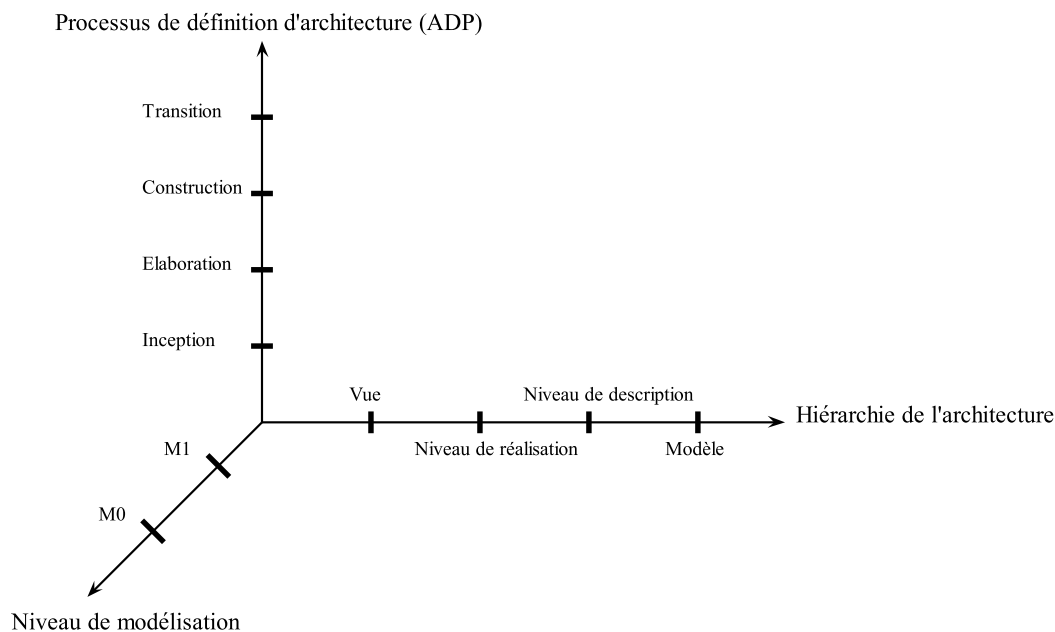 Processus de définition d'architecture (ADP)
Transition
Construction
Elaboration
Inception
Vue
Niveau de description
Hiérarchie de l'architecture
Niveau de réalisation
Modèle
M1
M0
Niveau de modélisation